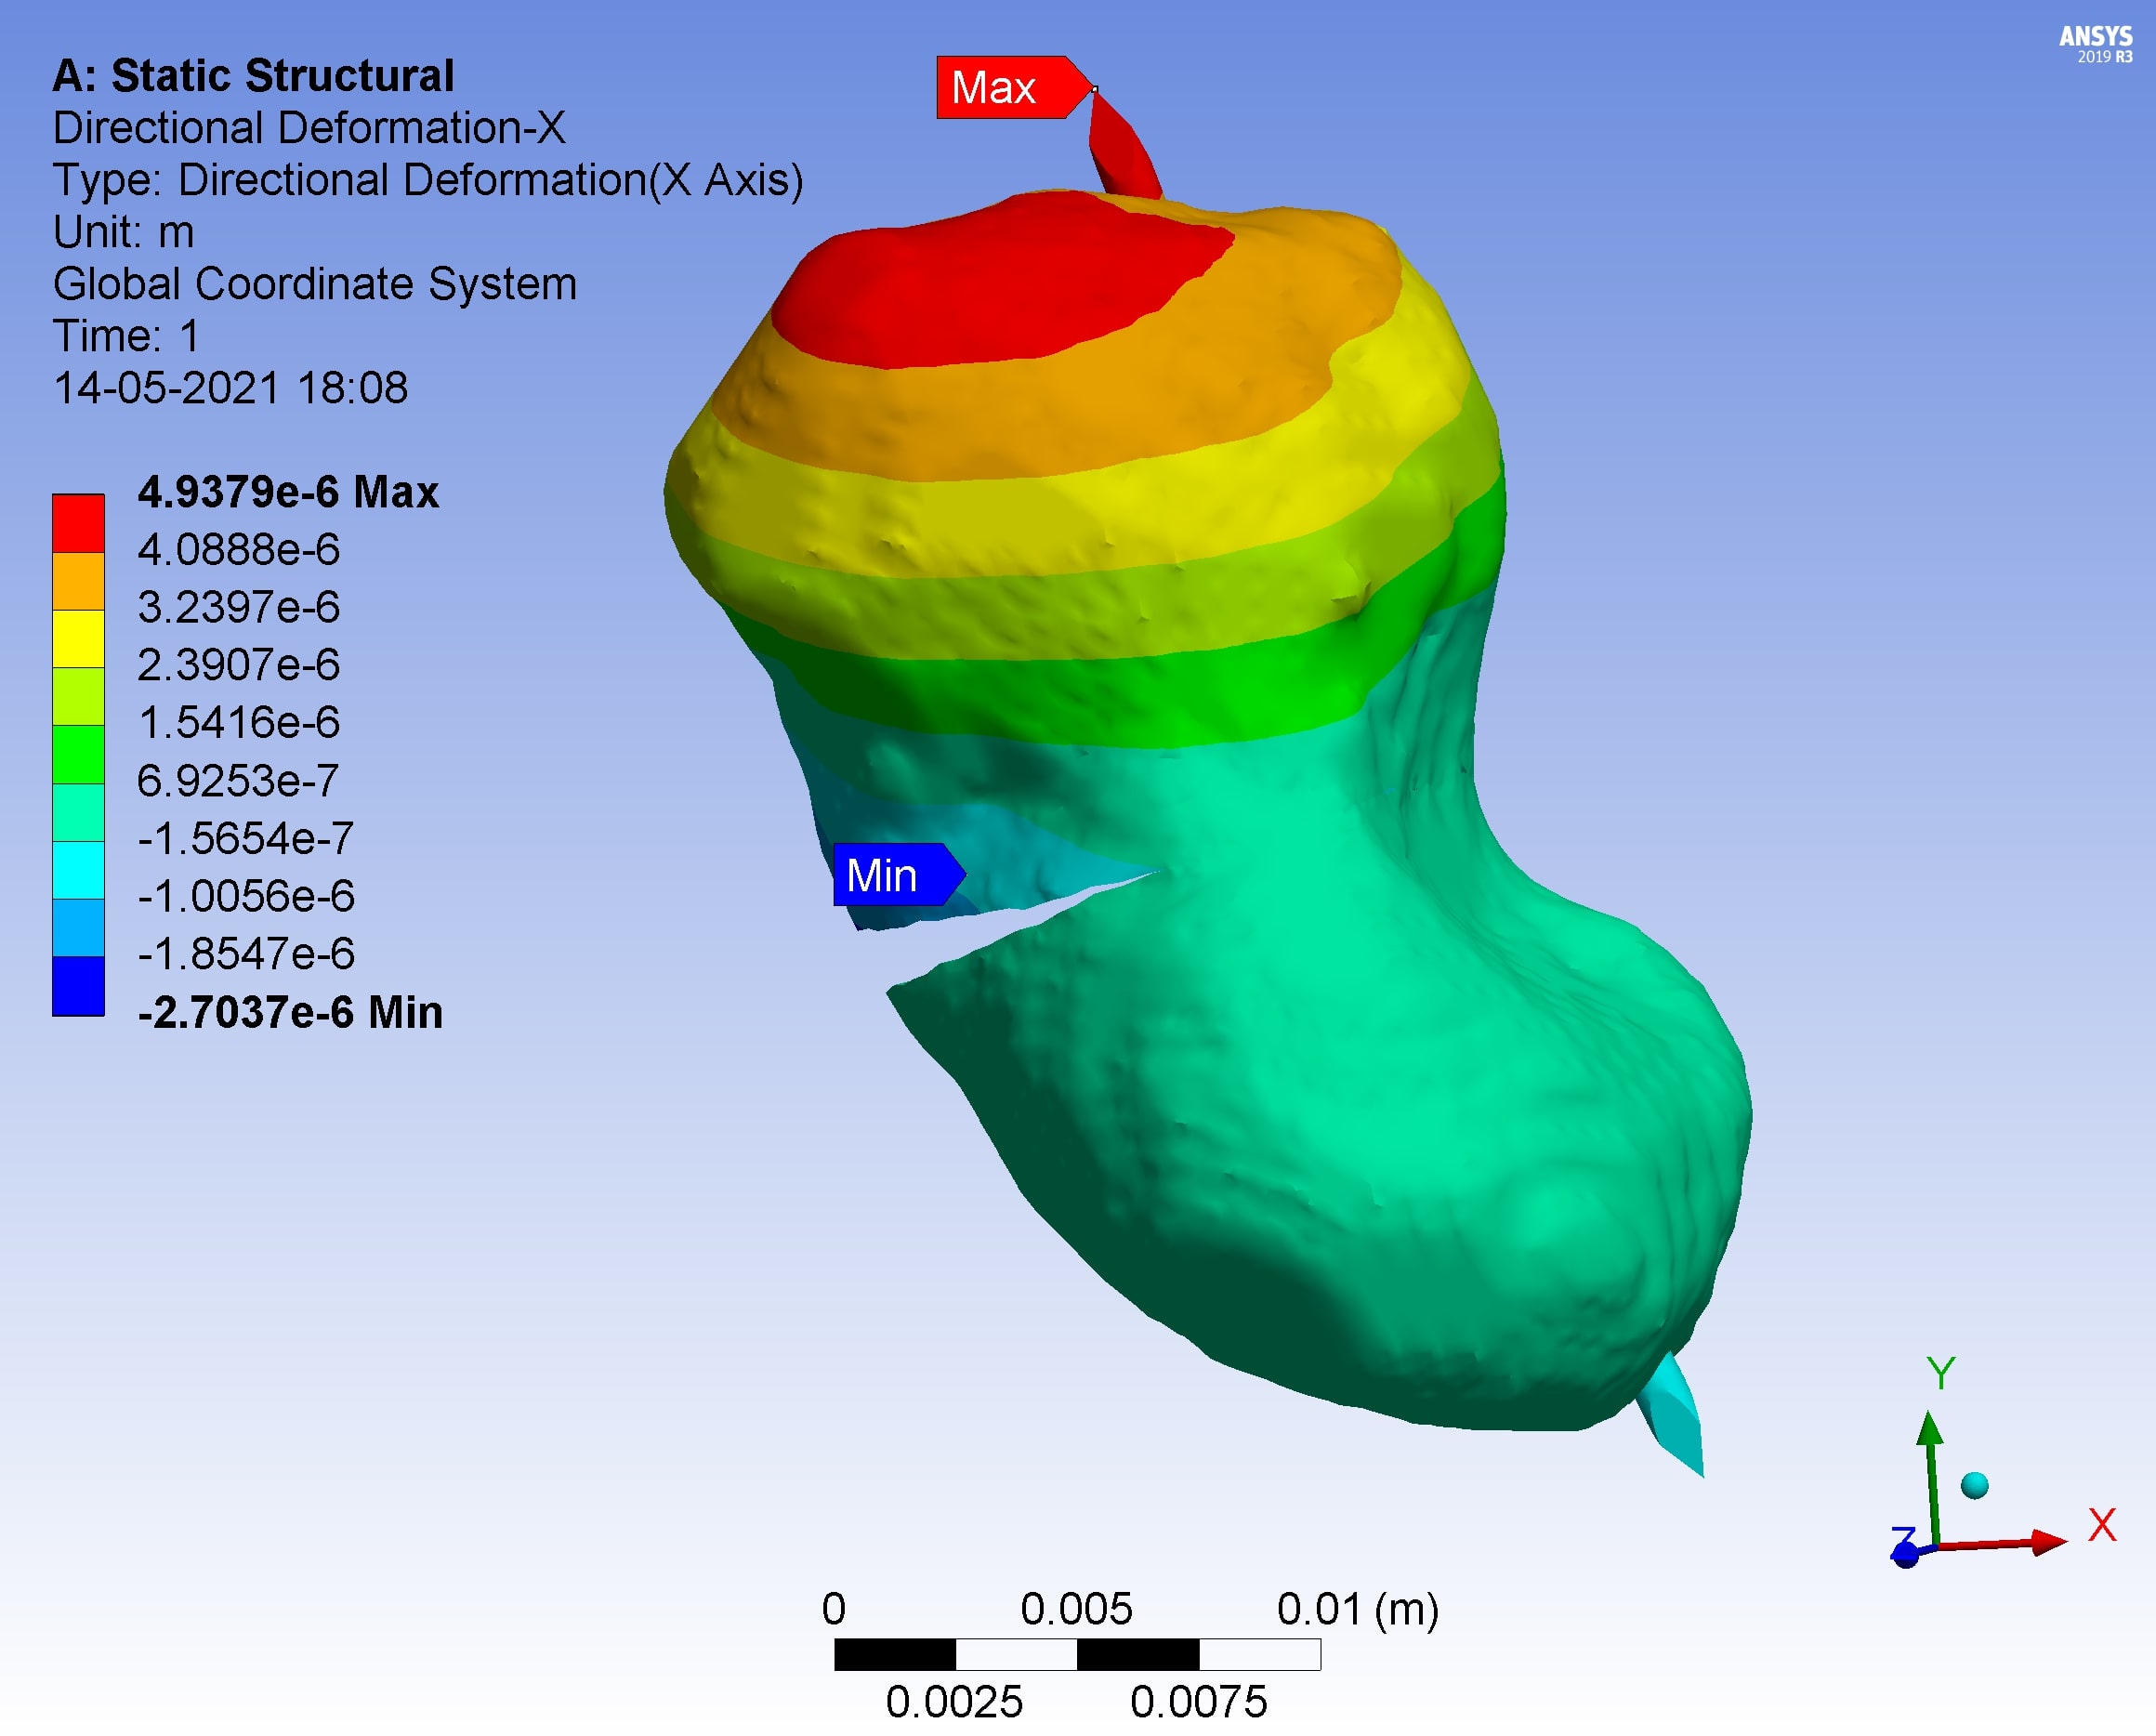 ANSYS
2019 R3
A: Static Structural
Directional Deformation-X
Type: Directional Deformation(X Axis)
Unit: m
Global Coordinate System
Time: 1
14-05-2021 18:08
Max
4.9379e-6 Max
4.0888e-6
3.2397e-6
2.3907e-6
1.5416e-6
6.9253e-7
-1.5654e-7
-1.0056e-6
-1.8547e-6
-2.7037e-6 Min
Min
Y
X
Z
0 0.005 0.01 (m)
0.0025 0.0075